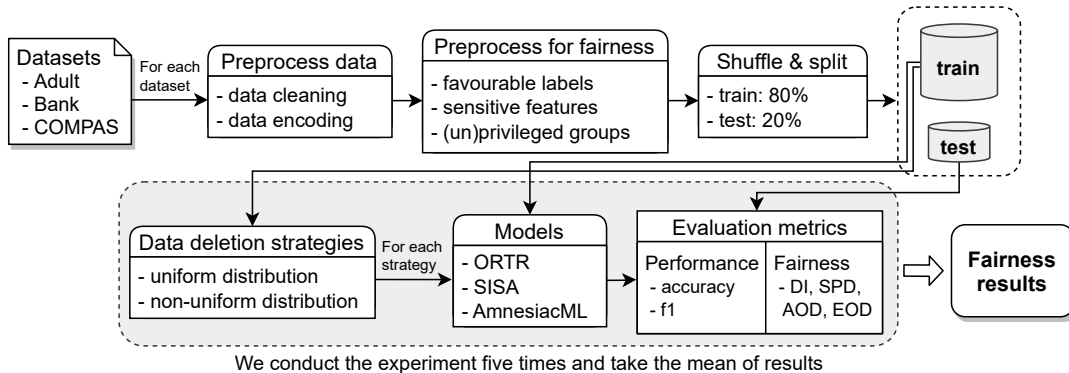 Datasets
- Adult
- Bank
- COMPAS
For each
dataset
Preprocess data
- data cleaning
- data encoding
Preprocess for fairness
- favourable labels
- sensitive features
- (un)privileged groups
Shuffle & split
- train: 80%
- test: 20%
train
test
Data deletion strategies
- uniform distribution
- non-uniform distribution
For each
strategy
Models
- ORTR
- SISA
- AmnesiacML
Evaluation metrics
Performance
- accuracy
- f1
Fairness
- DI, SPD,
AOD, EOD
Fairness
results
We conduct the experiment five times and take the mean of results